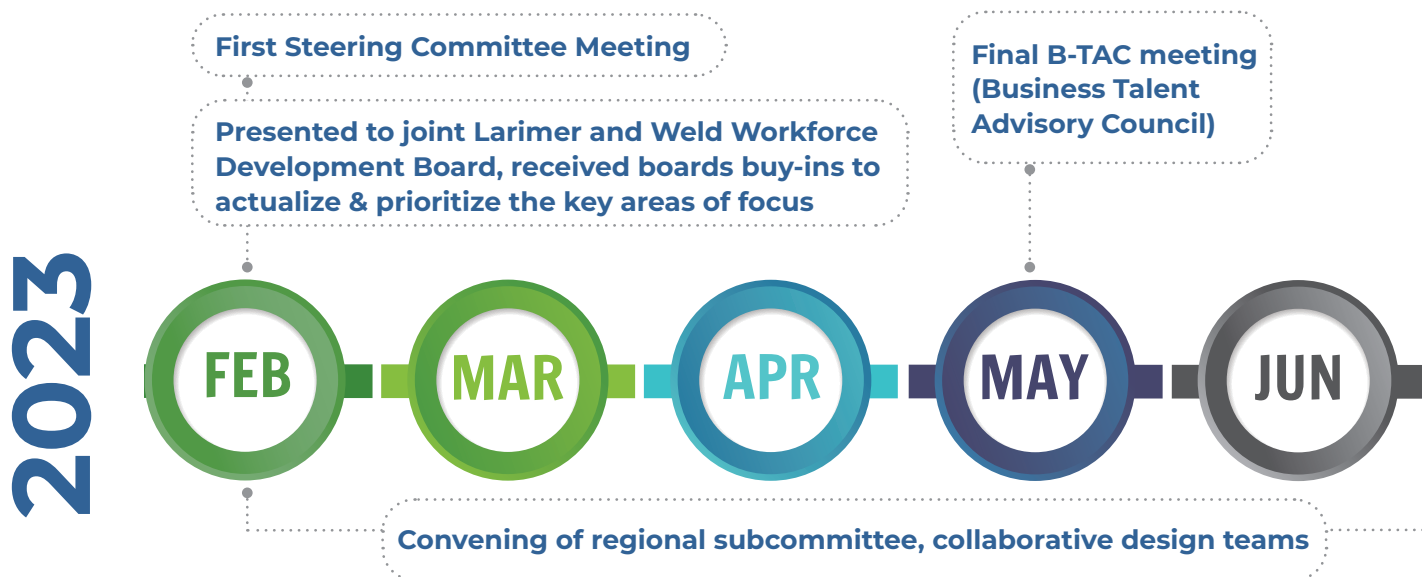 First Steering Committee Meeting
Presented to joint Larimer and Weld Workforce
Development Board, received boards buy-ins to
actualize & prioritize the key areas of focus
Final B-TAC meeting
(Business Talent
Advisory Council)
2023
FEB
MAR
APR
MAY
JUN
Convening of regional subcommittee, collaborative design teams